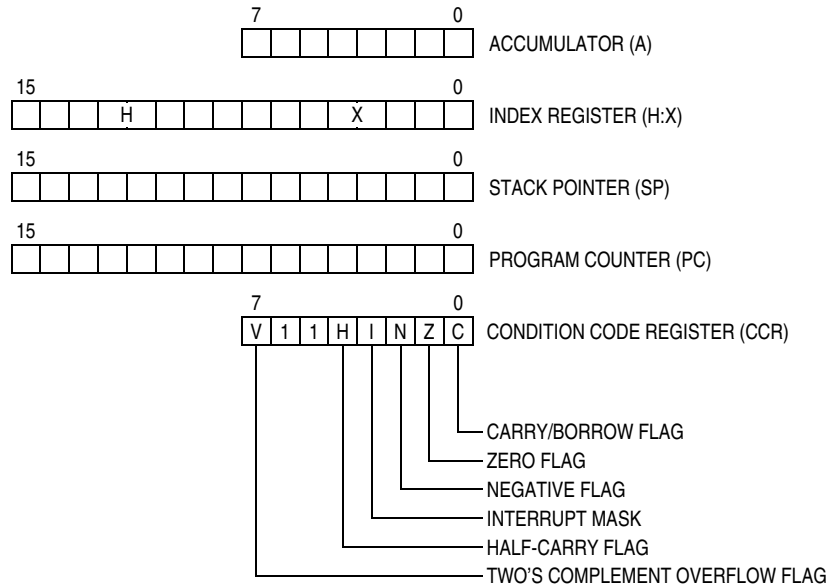 7 0
ACCUMULATOR (A)
15 0
H X INDEX REGISTER (H:X)
15 0
STACK POINTER (SP)
15 0
PROGRAM COUNTER (PC)
7 0
V 1 1 H I N Z C CONDITION CODE REGISTER (CCR)
CARRY/BORROW FLAG
ZERO FLAG
NEGATIVE FLAG
INTERRUPT MASK
HALF-CARRY FLAG
TWO'S COMPLEMENT OVERFLOW FLAG